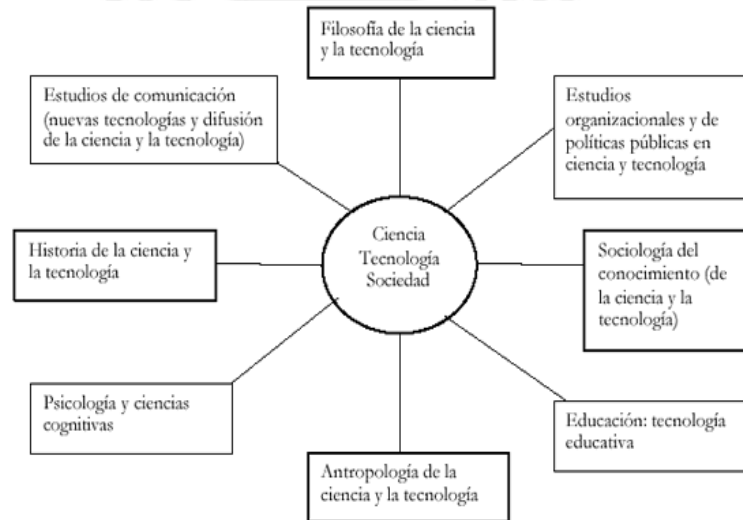 Filosofía de la ciencia
y la tecnología
Estudios de comunicación
(nuevas tecnologías y difusión
de la ciencia y la tecnología)
Estudios
organizacionales y de
políticas públicas en
ciencia y tecnología
Historia de la ciencia y
la tecnología
Ciencia
Tecnología
Sociedad
Sociología del
conocimiento (de
la ciencia y la
tecnología)
Psicología y ciencias
cognitivas
Antropología de la
ciencia y la tecnología
Educación: tecnología
educativa